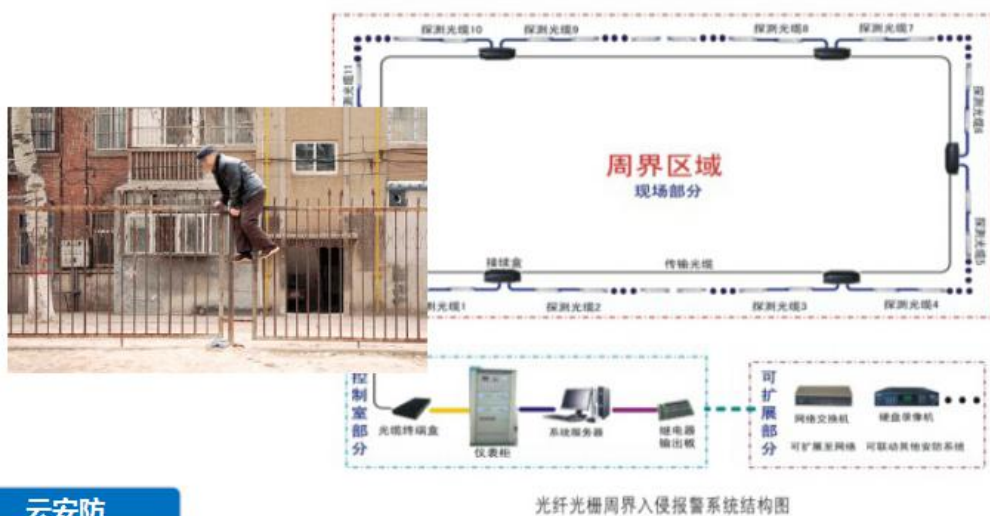 探测光缆10 探测光缆9 探测光缆8 探测光缆7
测光缆11
探测光缆6
周界区域
现场部分
探测光缆5
接续盒 传输光缆
测光缆1 探测光缆2 探测光缆3 探测光缆4
控制室部分
光缆终端盒
仪表柜
系统服务器
继电器
输出板
可扩展部分
网络交换机 硬盘录像机
可扩展至网络 可联动其他安防系统
云安防
光纤光栅周界入侵报警系统结构图